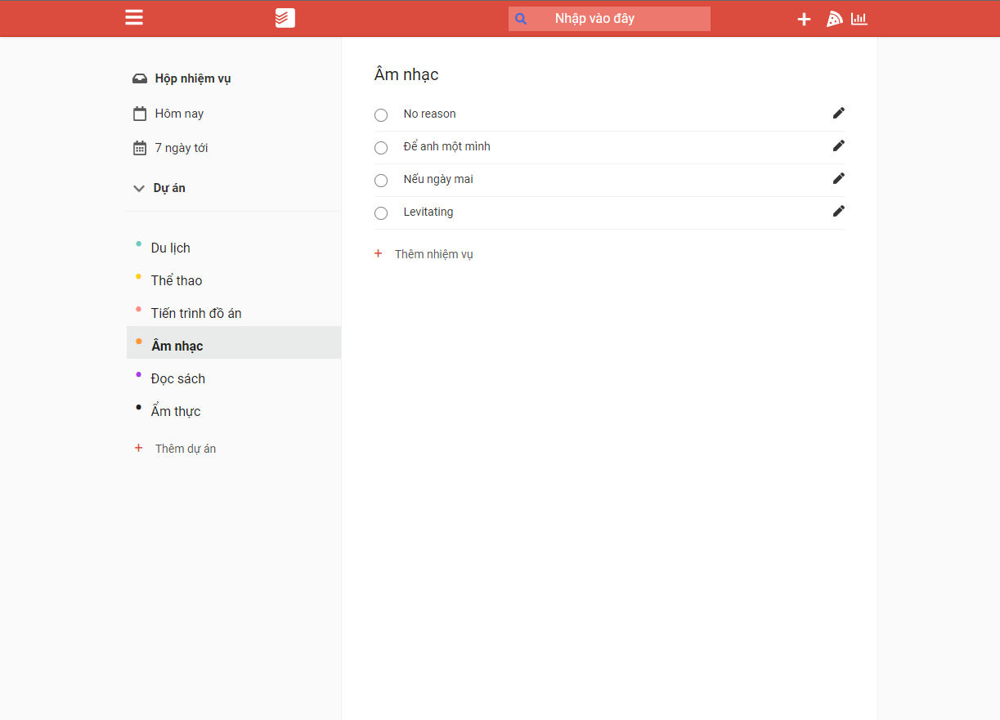 Nhập vào đây
Hộp nhiệm vụ
Hôm nay
7 ngày tới
Dự án
Du lịch
Thể thao
Tiến trình đồ án
Âm nhạc
Đọc sách
Ẩm thực
+ Thêm dự án
Âm nhạc
No reason
Để anh một mình
Nếu ngày mai
Levitating
+ Thêm nhiệm vụ